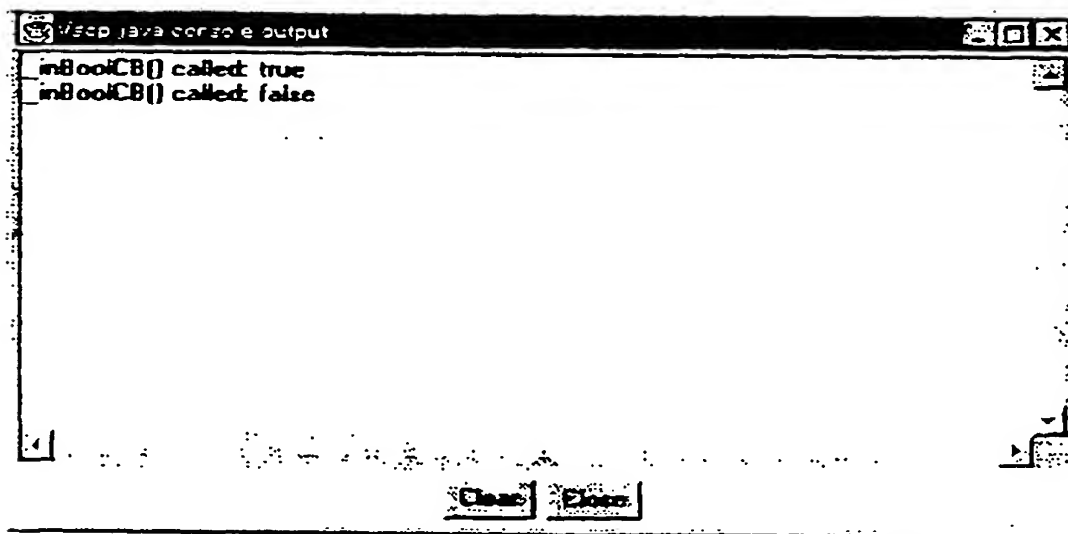 Vscp java console output
_inBoolCB() called: true
_inBoolCB() called: false
Clear Close